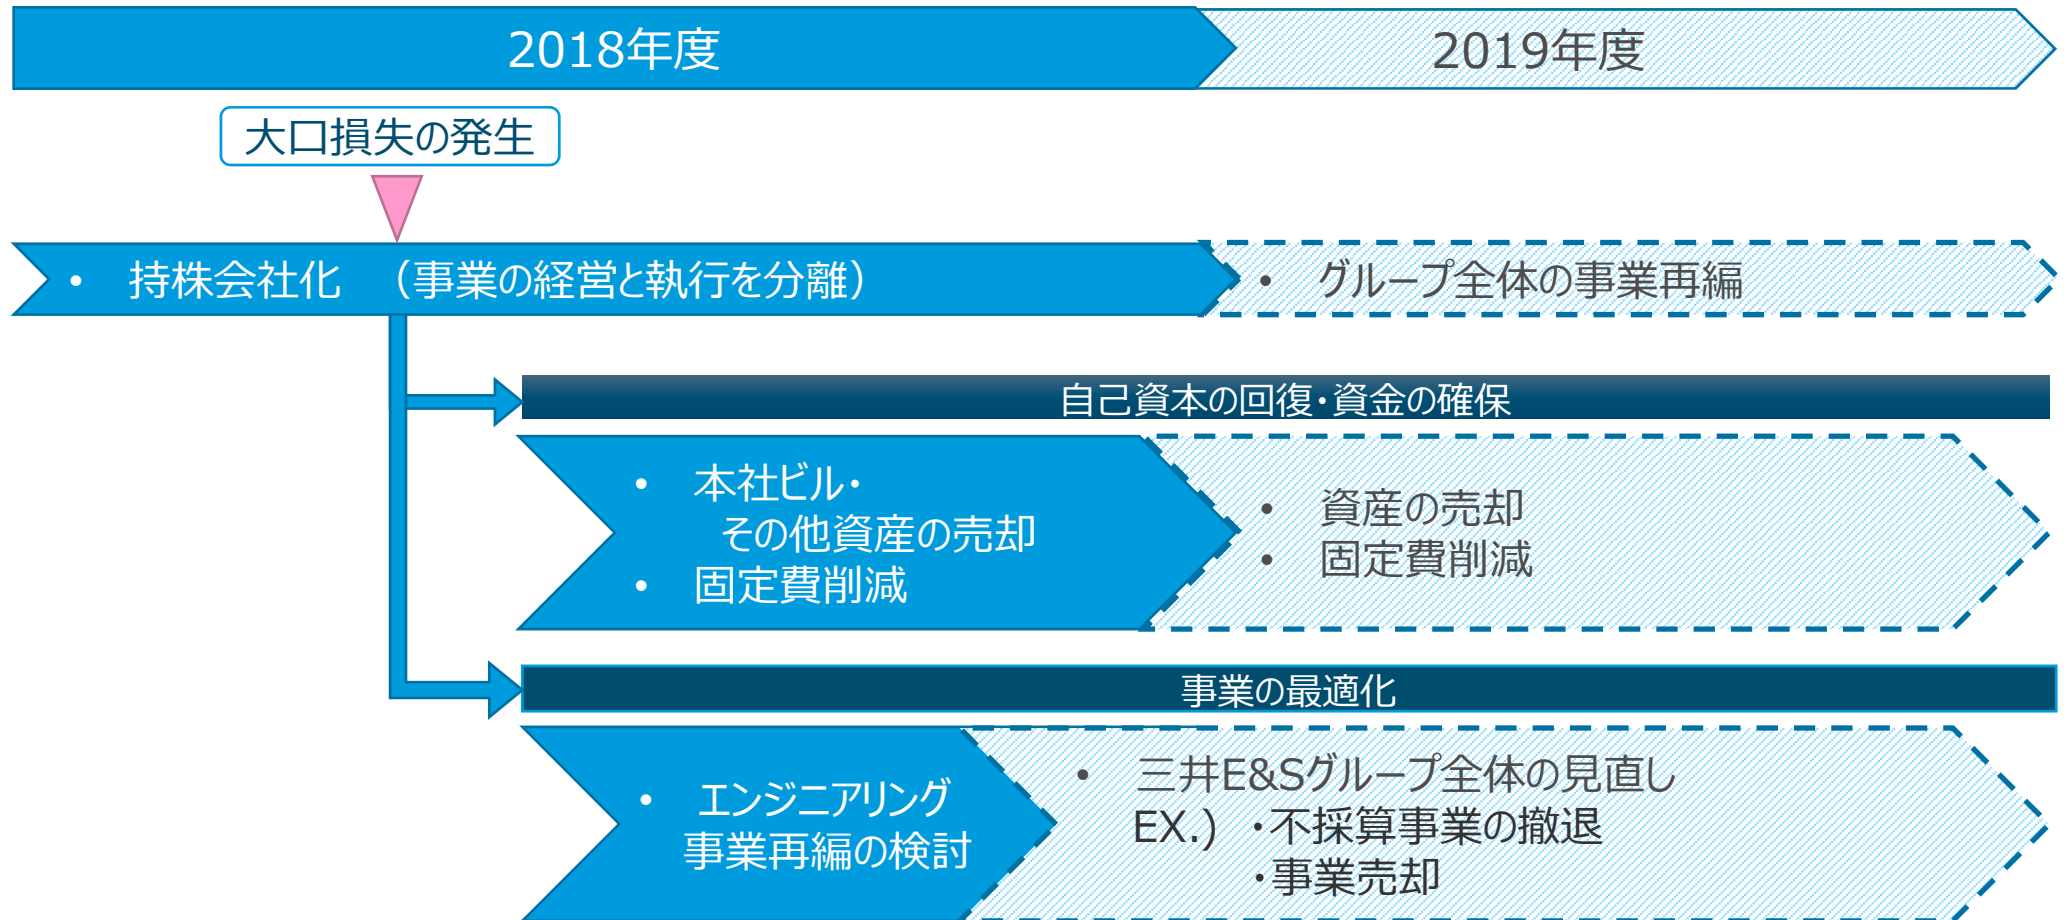 2018年度
2019年度
大口損失の発生
• 持株会社化 （事業の経営と執行を分離）
• グループ全体の事業再編
自己資本の回復・資金の確保
• 本社ビル・
その他資産の売却
• 固定費削減
• 資産の売却
• 固定費削減
事業の最適化
• エンジニアリング
事業再編の検討
• 三井E&Sグループ全体の見直し
EX.) ・不採算事業の撤退
・事業売却